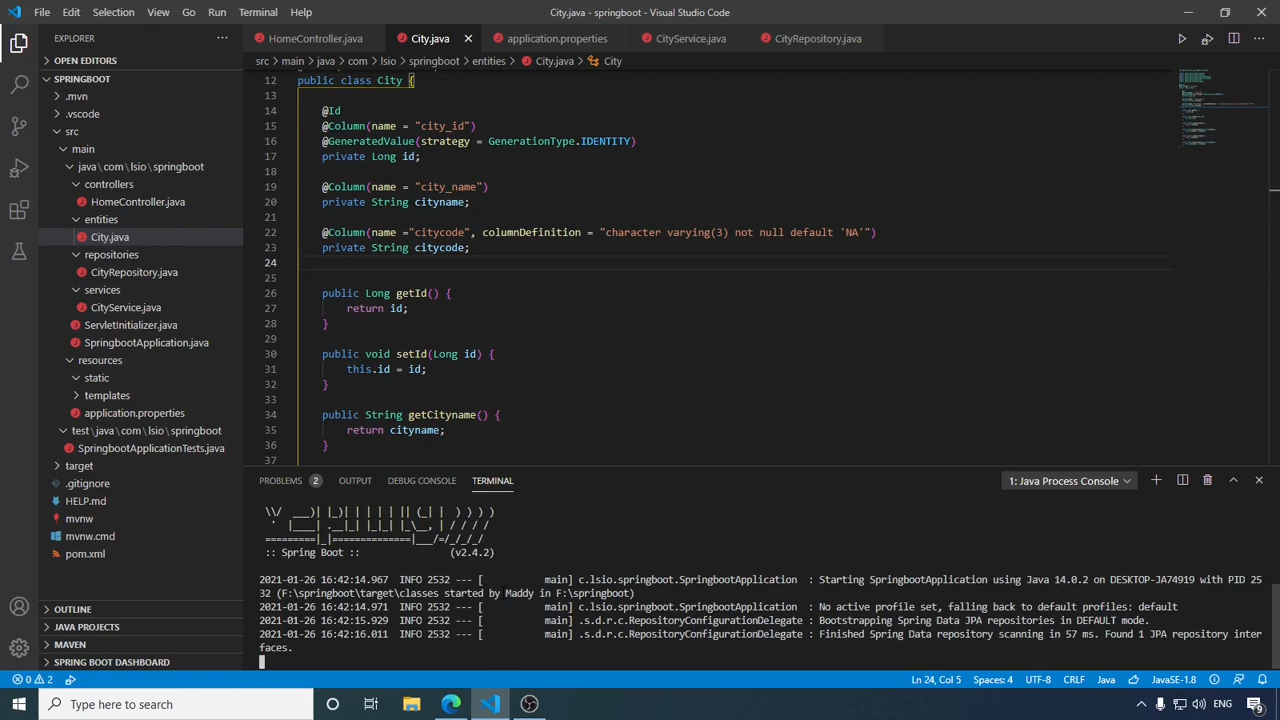 File Edit Selection View Go Run Terminal Help
City.java - springboot - Visual Studio Code
EXPLORER
HomeController.java
City.java
application.properties
CityService.java
CityRepository.java
OPEN EDITORS
src > main > java > com > lsio > springboot > entities > City.java > City
SPRINGBOOT
.mvn
.vscode
src
main
java\com\lsio\springboot
controllers
HomeController.java
entities
City.java
repositories
CityRepository.java
services
CityService.java
ServletInitializer.java
SpringbootApplication.java
resources
static
templates
application.properties
test\java\com\lsio\springboot
SpringbootApplicationTests.java
target
.gitignore
HELP.md
mvnw
mvnw.cmd
pom.xml
OUTLINE
JAVA PROJECTS
MAVEN
SPRING BOOT DASHBOARD
12 public class City {
13
14 @Id
15 @Column(name = "city_id")
16 @GeneratedValue(strategy = GenerationType.IDENTITY)
17 private Long id;
18
19 @Column(name = "city_name")
20 private String cityname;
21
22 @Column(name ="citycode", columnDefinition = "character varying(3) not null default 'NA'")
23 private String citycode;
24
25
26 public Long getId() {
27 return id;
28 }
29
30 public void setId(Long id) {
31 this.id = id;
32 }
33
34 public String getCityname() {
35 return cityname;
36 }
37
PROBLEMS 2 OUTPUT DEBUG CONSOLE TERMINAL
1: Java Process Console
\\/ ___)| |_)| | | | | || (_| | ) ) ) )
' |____| .__|_| |_|_| |_\__, | / / / /
=========|_|==============|___/=/_/_/_/
:: Spring Boot :: (v2.4.2)
2021-01-26 16:42:14.967 INFO 2532 --- [ main] c.lsio.springboot.SpringbootApplication : Starting SpringbootApplication using Java 14.0.2 on DESKTOP-JA74919 with PID 25
32 (F:\springboot\target\classes started by Maddy in F:\springboot)
2021-01-26 16:42:14.971 INFO 2532 --- [ main] c.lsio.springboot.SpringbootApplication : No active profile set, falling back to default profiles: default
2021-01-26 16:42:15.929 INFO 2532 --- [ main] .s.d.r.c.RepositoryConfigurationDelegate : Bootstrapping Spring Data JPA repositories in DEFAULT mode.
2021-01-26 16:42:16.011 INFO 2532 --- [ main] .s.d.r.c.RepositoryConfigurationDelegate : Finished Spring Data repository scanning in 57 ms. Found 1 JPA repository inter
faces.
0 2
Ln 24, Col 5 Spaces: 4 UTF-8 CRLF Java JavaSE-1.8
Type here to search
ENG
9